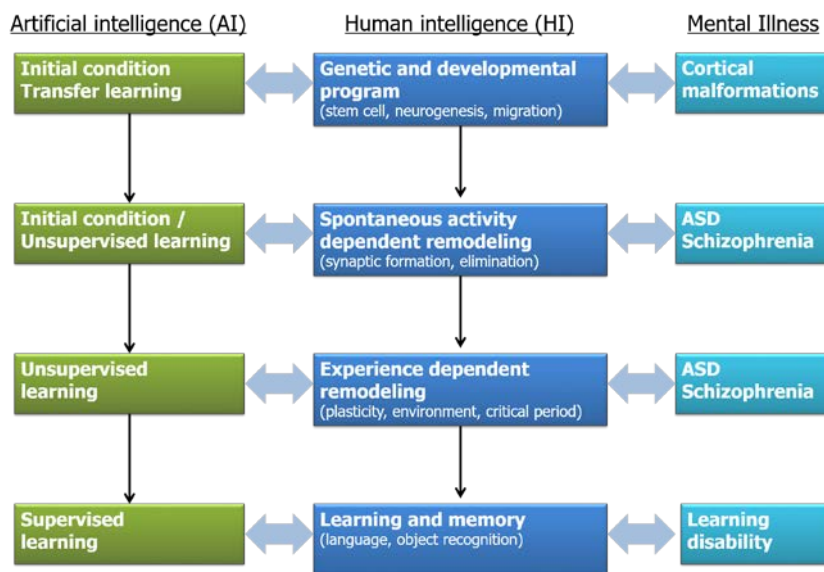 Artificial intelligence (AI)
Human intelligence (HI)
Mental Illness
Initial condition
Transfer learning
Genetic and developmental
program
(stem cell, neurogenesis, migration)
Cortical
malformations
Initial condition /
Unsupervised learning
Spontaneous activity
dependent remodeling
(synaptic formation, elimination)
ASD
Schizophrenia
Unsupervised
learning
Experience dependent
remodeling
(plasticity, environment, critical period)
ASD
Schizophrenia
Supervised
learning
Learning and memory
(language, object recognition)
Learning
disability